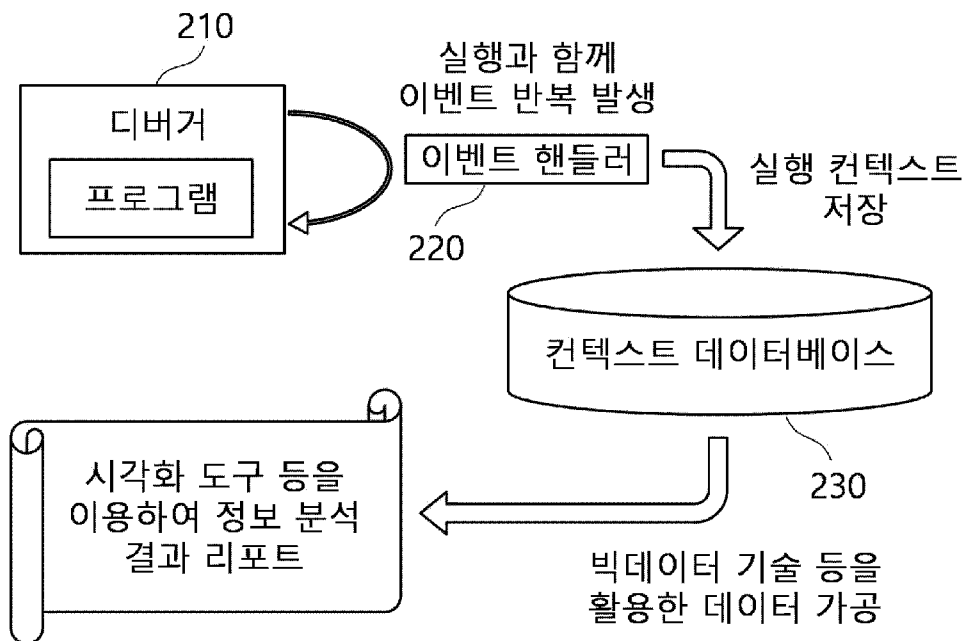 210
디버거
프로그램
실행과 함께
이벤트 반복 발생
이벤트 핸들러
220
실행 컨텍스트
저장
컨텍스트 데이터베이스
230
시각화 도구 등을
이용하여 정보 분석
결과 리포트
빅데이터 기술 등을
활용한 데이터 가공